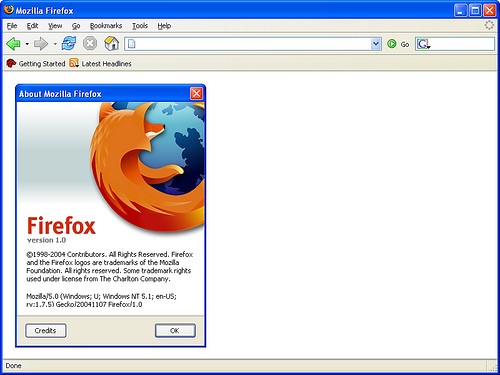 Mozilla Firefox
File Edit View Go Bookmarks Tools Help
Go G
Getting Started Latest Headlines
About Mozilla Firefox
Firefox
version 1.0
©1998-2004 Contributors. All Rights Reserved. Firefox
and the Firefox logos are trademarks of the Mozilla
Foundation. All rights reserved. Some trademark rights
used under license from The Charlton Company.
Mozilla/5.0 (Windows; U; Windows NT 5.1; en-US;
rv:1.7.5) Gecko/20041107 Firefox/1.0
Credits OK
Done